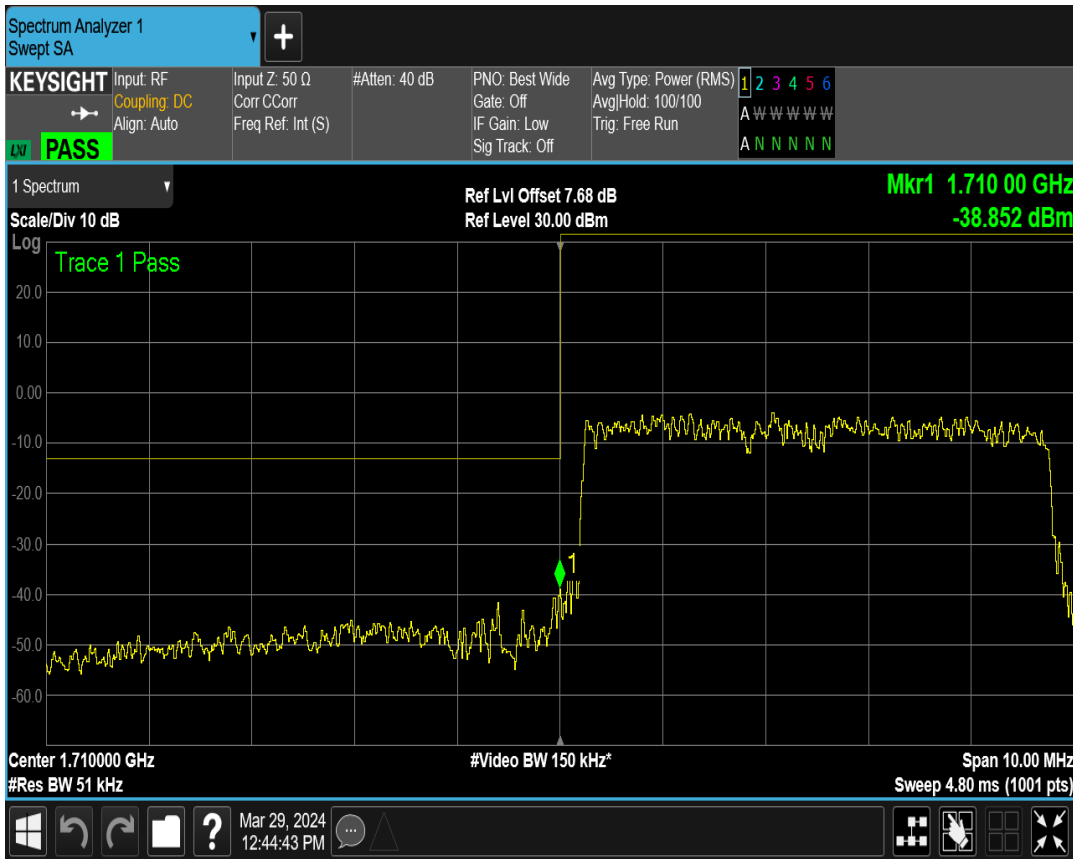 Spectrum Analyzer 1
Swept SA
+
KEYSIGHT
LXI PASS
Input: RF
Coupling: DC
Align: Auto
Input Z: 50 Ω
Corr CCorr
Freq Ref: Int (S)
#Atten: 40 dB
PNO: Best Wide
Gate: Off
IF Gain: Low
Sig Track: Off
Avg Type: Power (RMS)
Avg|Hold: 100/100
Trig: Free Run
1 2 3 4 5 6
A W W W W W
A N N N N N
1 Spectrum
Scale/Div 10 dB
Ref Lvl Offset 7.68 dB
Ref Level 30.00 dBm
Mkr1 1.710 00 GHz
-38.852 dBm
Log
Trace 1 Pass
20.0
10.0
0.00
-10.0
-20.0
-30.0
1
-40.0
-50.0
-60.0
Center 1.710000 GHz
#Video BW 150 kHz*
Span 10.00 MHz
#Res BW 51 kHz
Sweep 4.80 ms (1001 pts)
?
Mar 29, 2024
12:44:43 PM